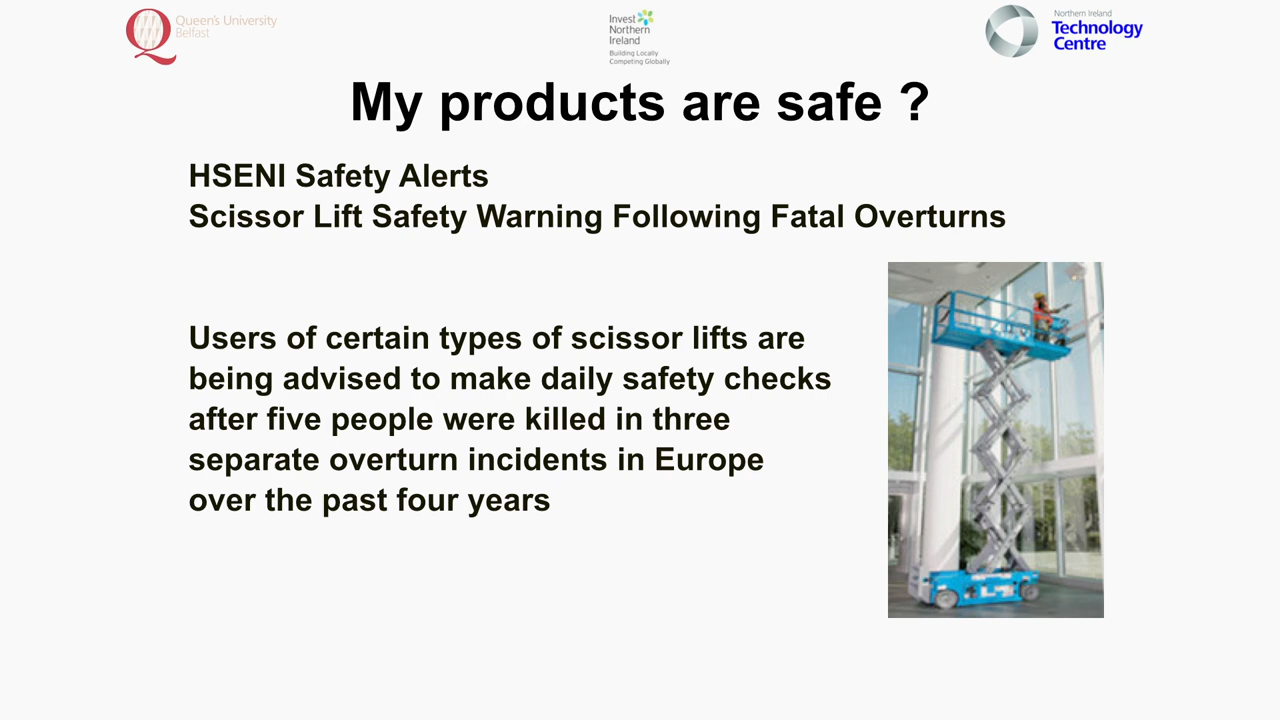 Queen's University
Belfast
Invest
Northern
Ireland
Building Locally
Competing Globally
Northern Ireland
Technology
Centre
My products are safe ?
HSENI Safety Alerts
Scissor Lift Safety Warning Following Fatal Overturns
Users of certain types of scissor lifts are
being advised to make daily safety checks
after five people were killed in three
separate overturn incidents in Europe
over the past four years